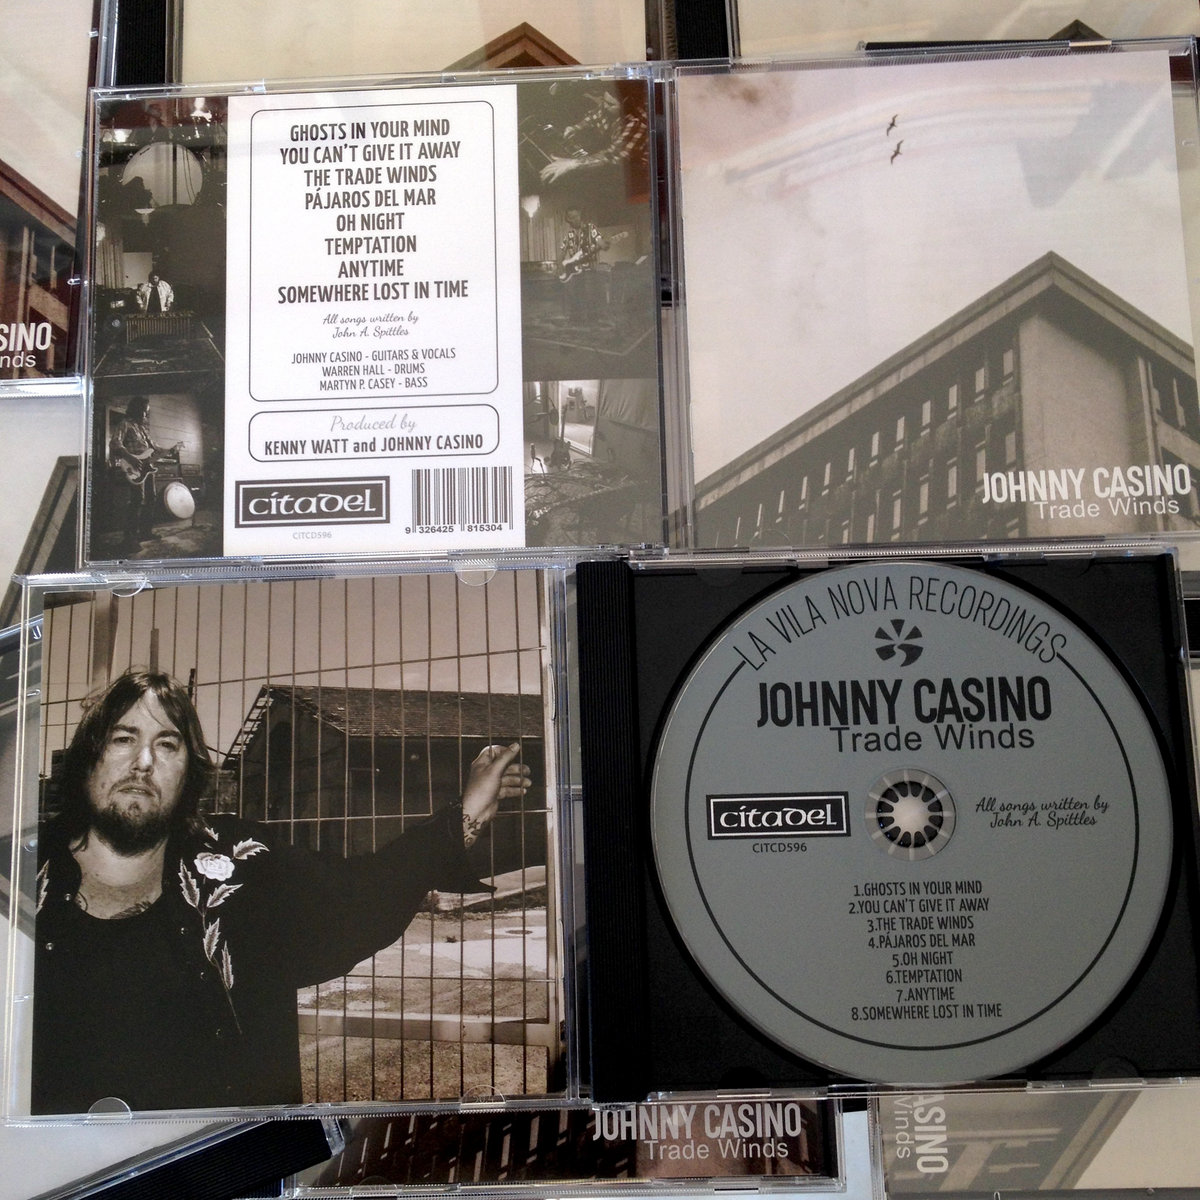 GHOSTS IN YOUR MIND
YOU CAN'T GIVE IT AWAY
THE TRADE WINDS
PÁJAROS DEL MAR
OH NIGHT
TEMPTATION
ANYTIME
SOMEWHERE LOST IN TIME
All songs written by
John A. Spittles
JOHNNY CASINO - GUITARS & VOCALS
WARREN HALL - DRUMS
MARTYN P. CASEY - BASS
Produced by
KENNY WATT and JOHNNY CASINO
citadel
CITCD596
9 326425 815304
JOHNNY CASINO
Trade Winds
SINO
nds
LA VILA NOVA RECORDINGS
JOHNNY CASINO
Trade Winds
citadel
CITCD596
All songs written by
John A. Spittles
1.GHOSTS IN YOUR MIND
2.YOU CAN'T GIVE IT AWAY
3.THE TRADE WINDS
4.PÁJAROS DEL MAR
5.OH NIGHT
6.TEMPTATION
7.ANYTIME
8.SOMEWHERE LOST IN TIME
JOHNNY CASINO
Trade Winds
ASINO
Winds